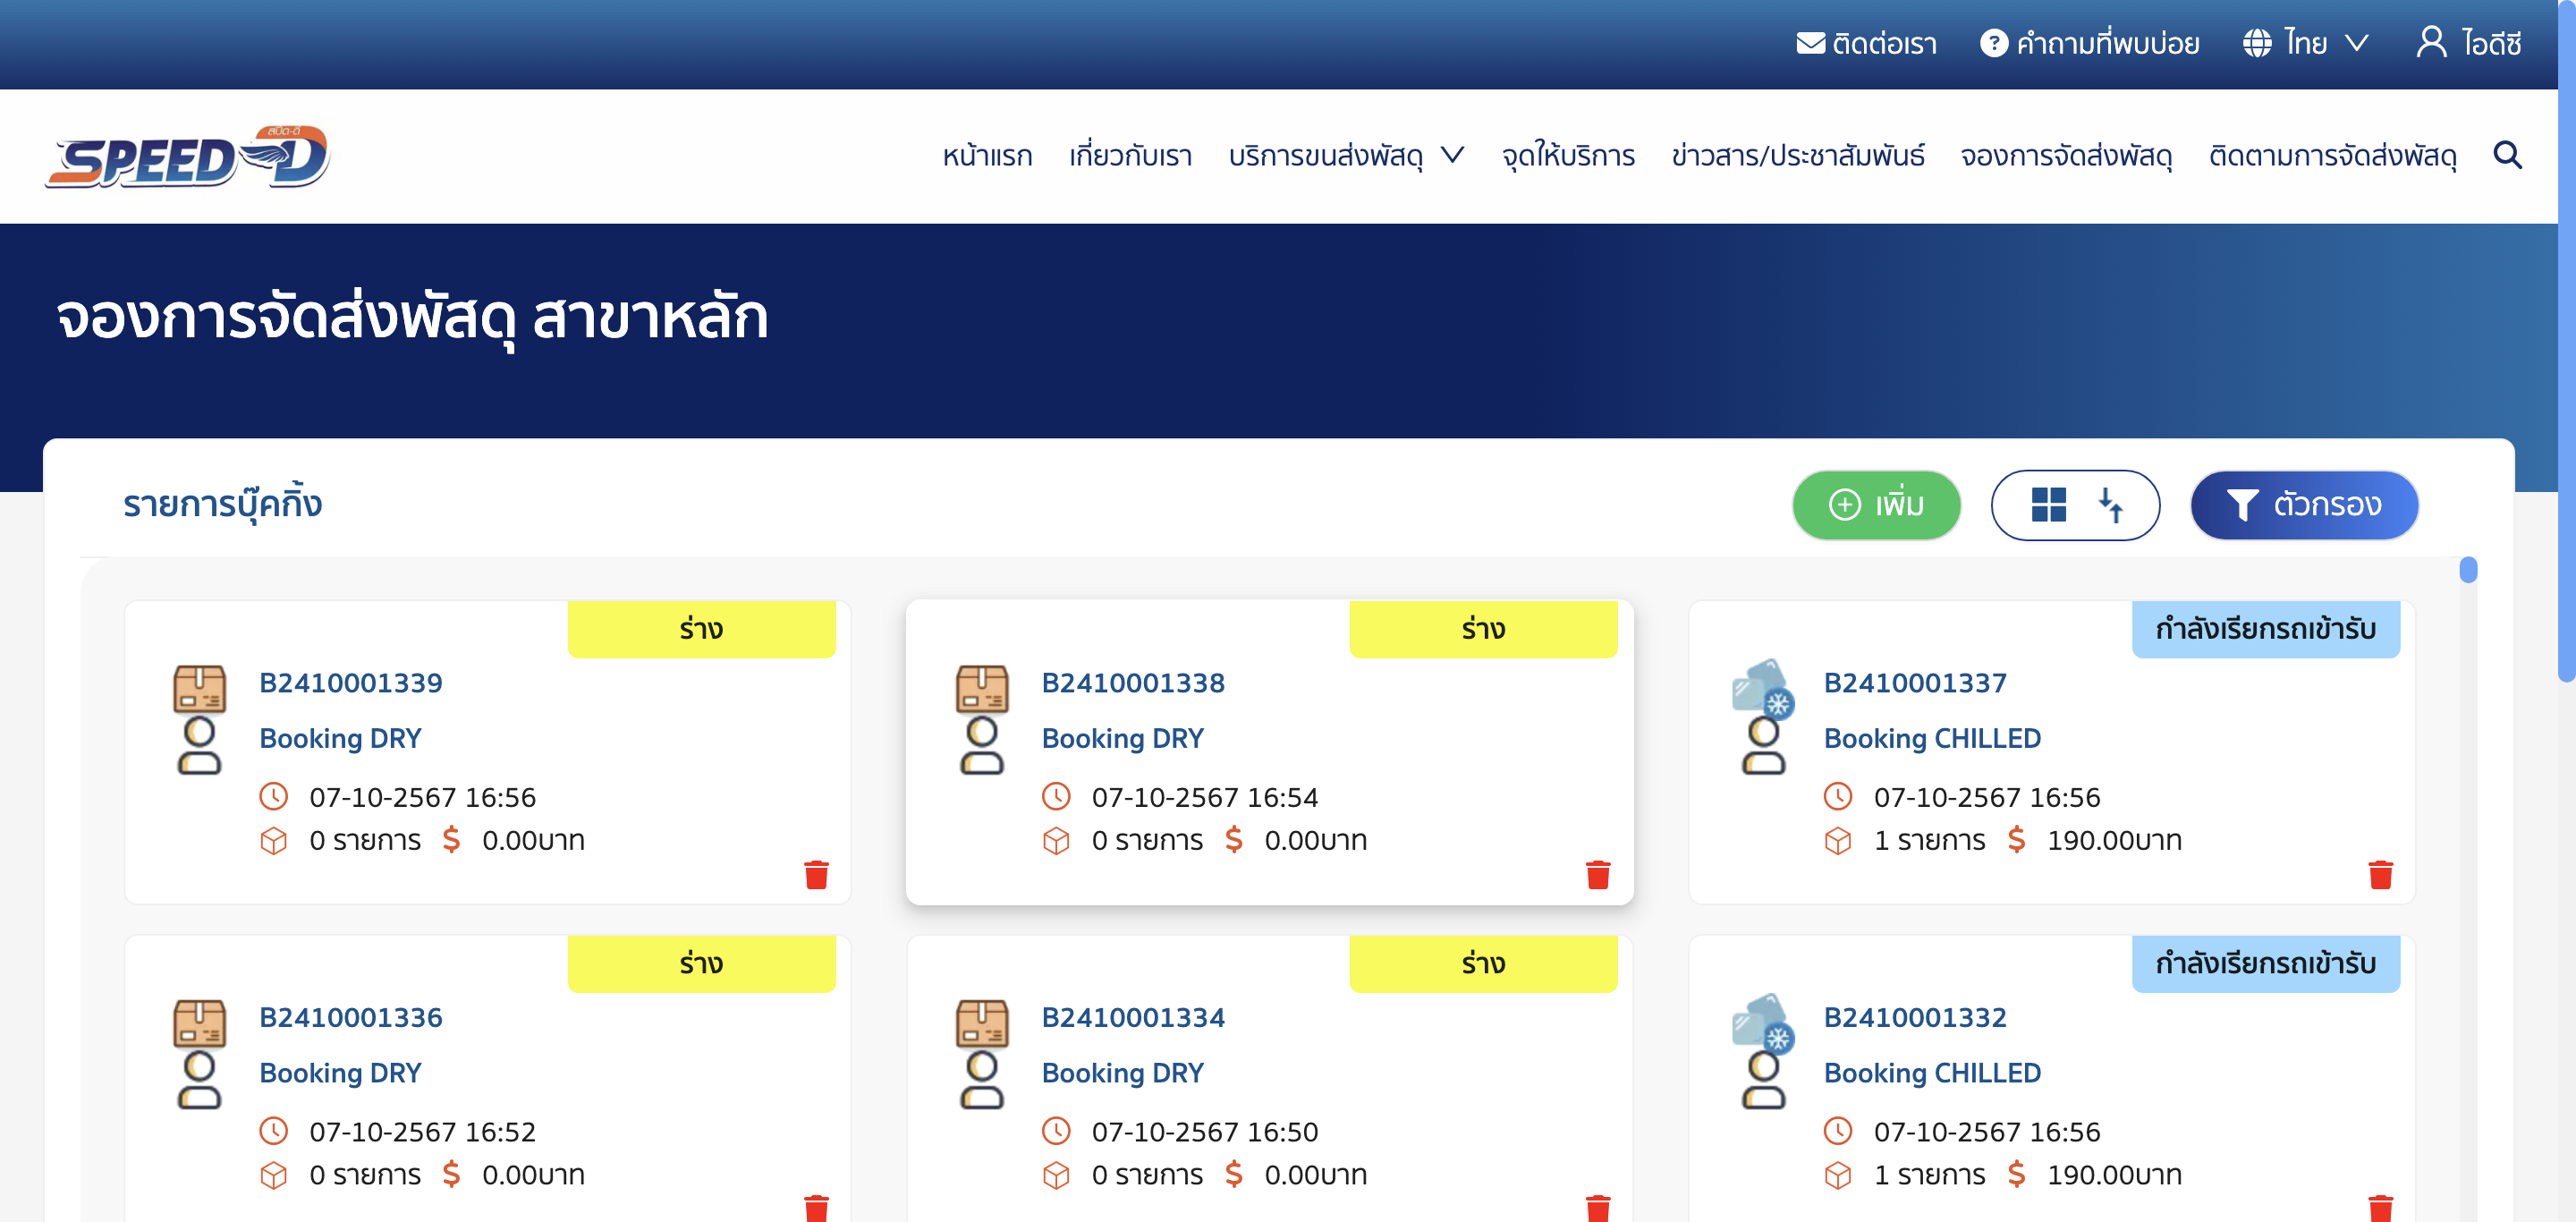 ติดต่อเรา คำถามที่พบบ่อย ไทย ไอดีซี
สปีด-ดี
SPEED-D
หน้าแรก เกี่ยวกับเรา บริการขนส่งพัสดุ จุดให้บริการ ข่าวสาร/ประชาสัมพันธ์ จองการจัดส่งพัสดุ ติดตามการจัดส่งพัสดุ
จองการจัดส่งพัสดุ สาขาหลัก
รายการบุ๊คกิ้ง
เพิ่ม
ตัวกรอง
ร่าง
B2410001339
Booking DRY
07-10-2567 16:56
0 รายการ $ 0.00บาท
ร่าง
B2410001338
Booking DRY
07-10-2567 16:54
0 รายการ $ 0.00บาท
กำลังเรียกรถเข้ารับ
B2410001337
Booking CHILLED
07-10-2567 16:56
1 รายการ $ 190.00บาท
ร่าง
B2410001336
Booking DRY
07-10-2567 16:52
0 รายการ $ 0.00บาท
ร่าง
B2410001334
Booking DRY
07-10-2567 16:50
0 รายการ $ 0.00บาท
กำลังเรียกรถเข้ารับ
B2410001332
Booking CHILLED
07-10-2567 16:56
1 รายการ $ 190.00บาท